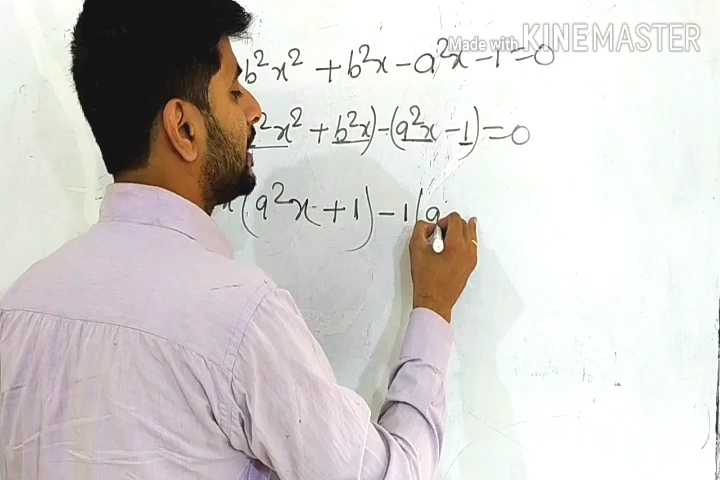 Made with KINEMASTER
b²x² + b²x - a²x - 1 = 0
²x² + b²x) - (a²x - 1) = 0
x(a²x + 1) - 1(a